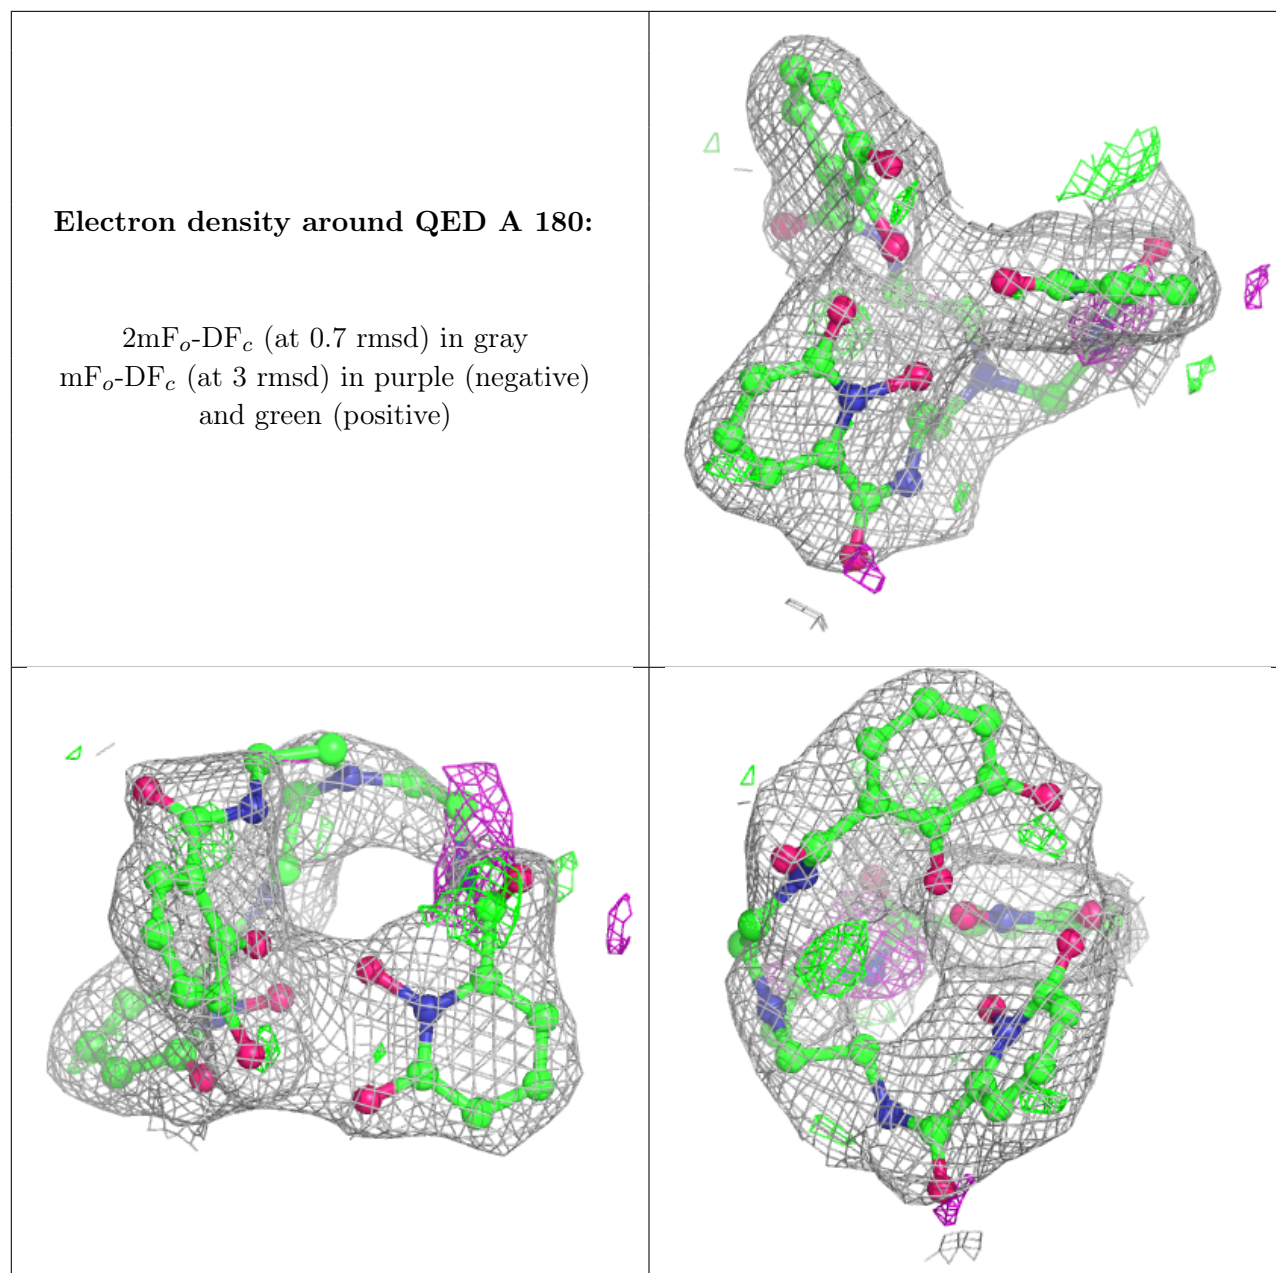 Electron density around QED A 180:
2mFo-DFc (at 0.7 rmsd) in gray
mFo-DFc (at 3 rmsd) in purple (negative)
and green (positive)